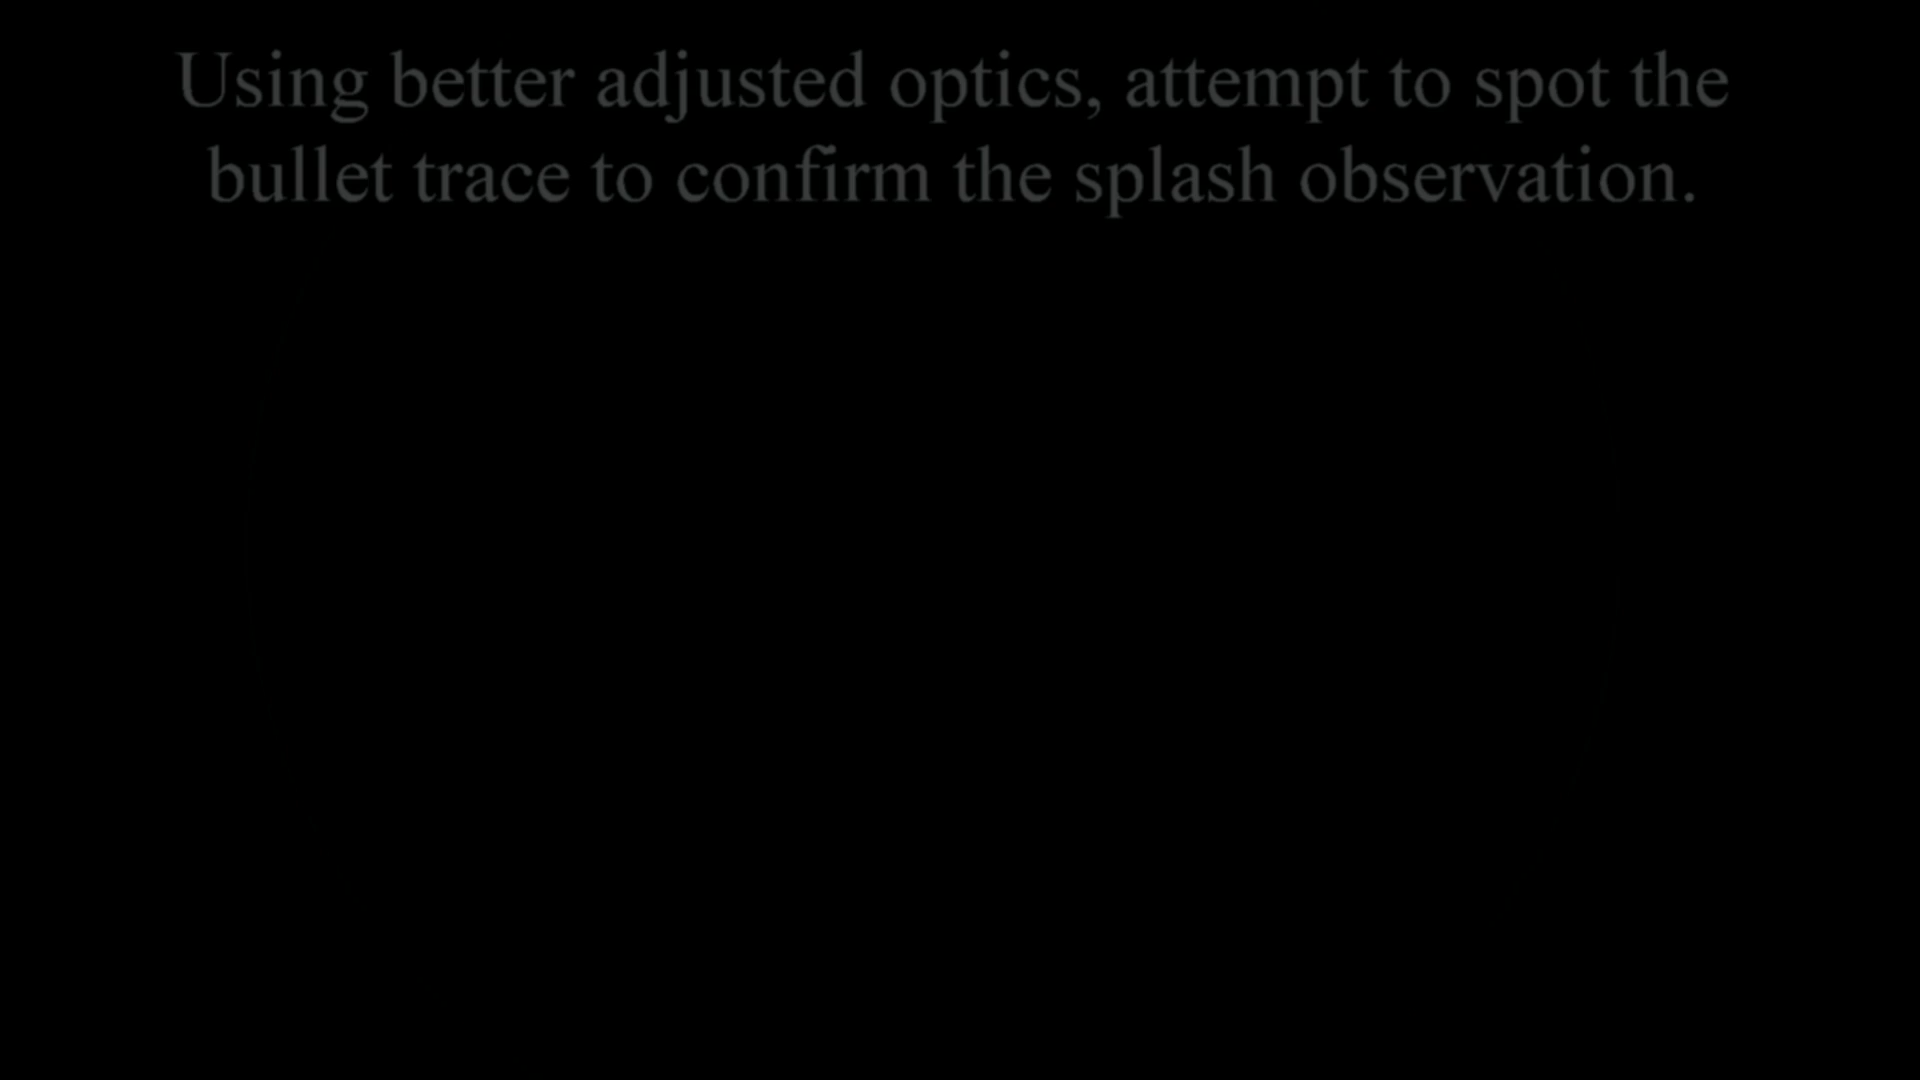 Using better adjusted optics, attempt to spot the
bullet trace to confirm the splash observation.